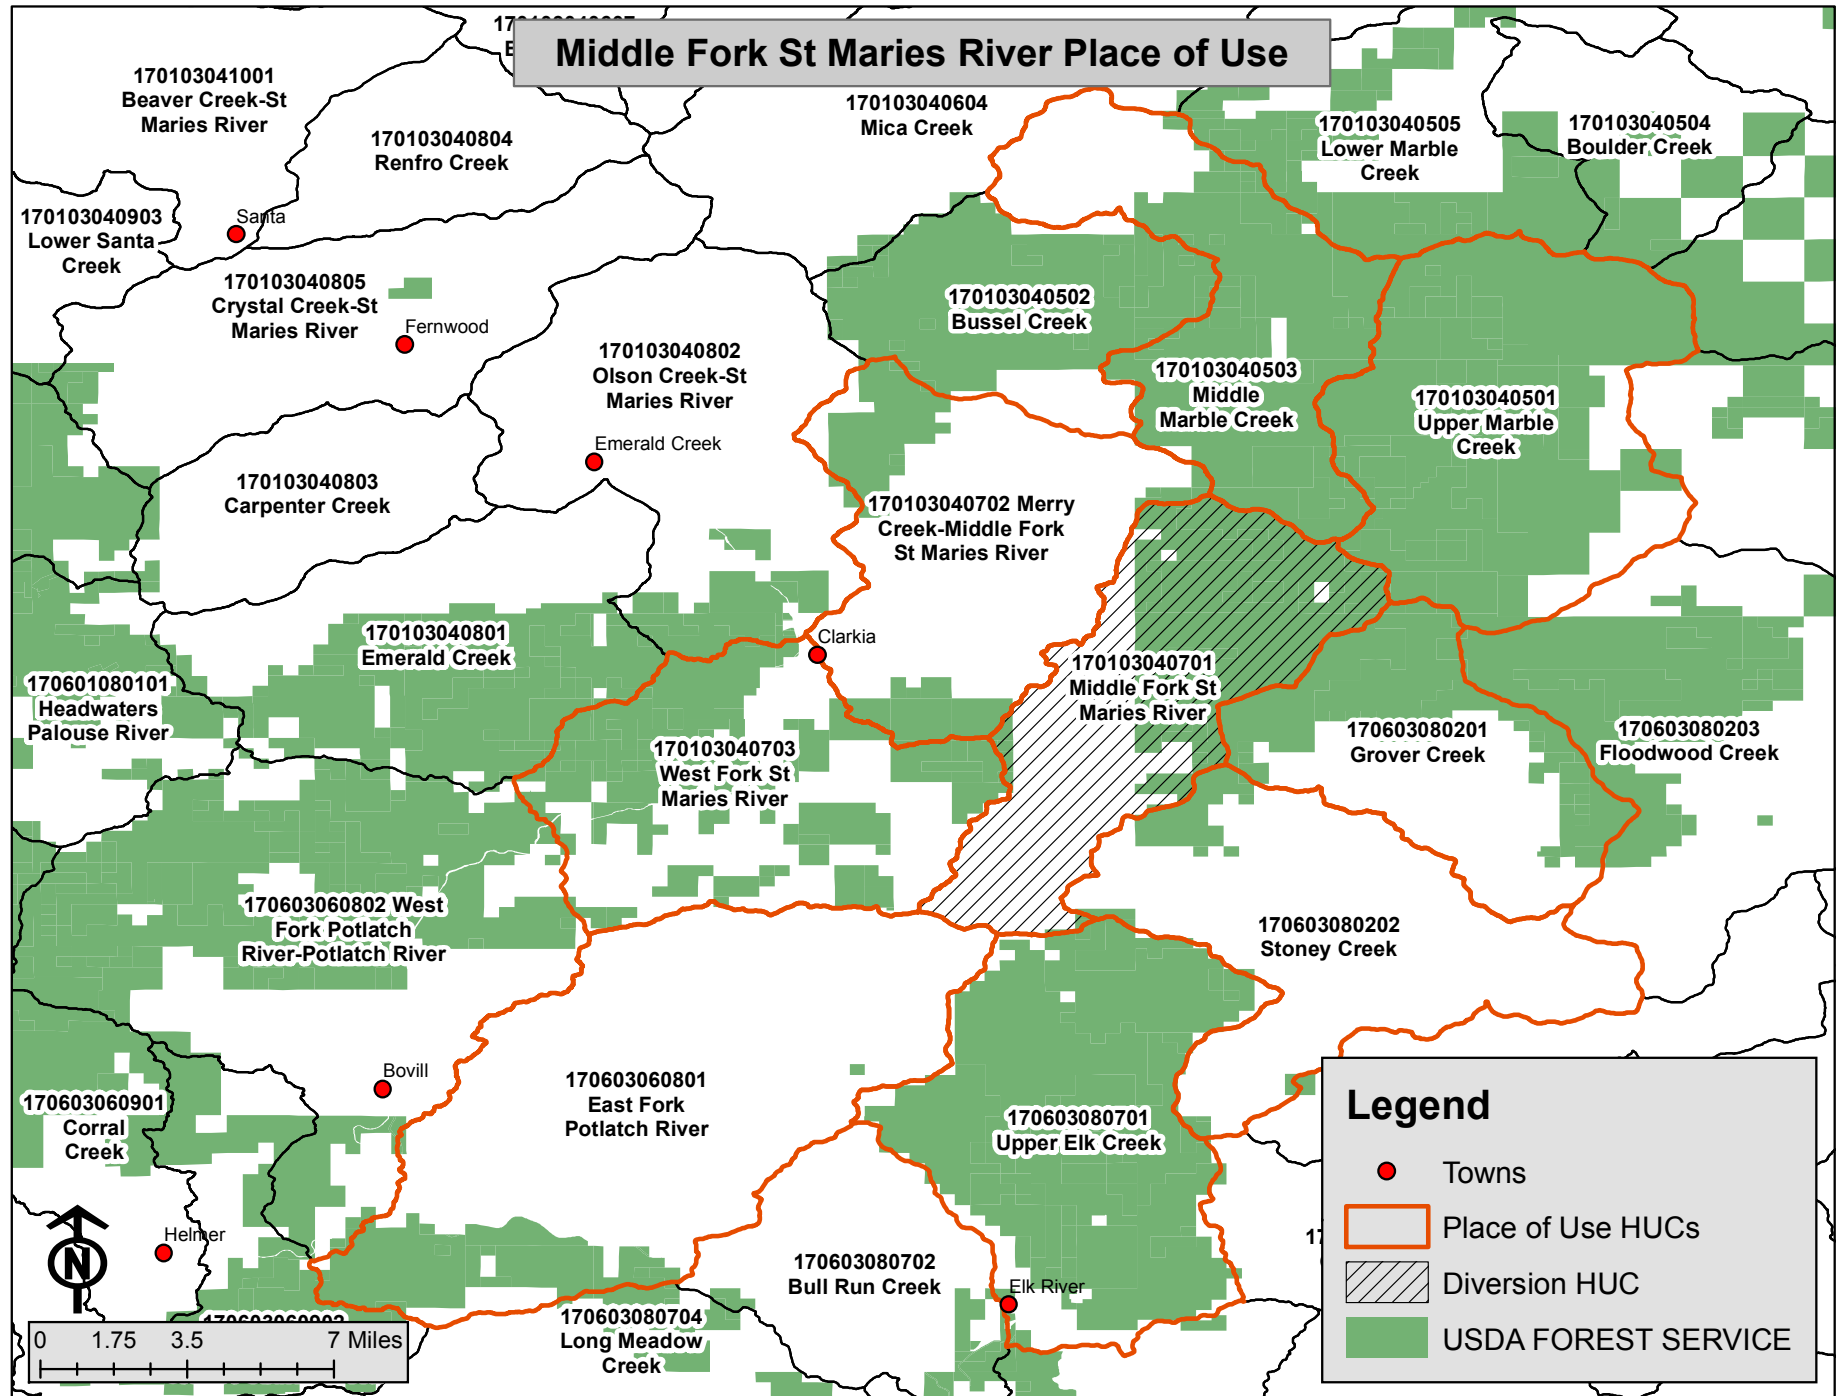 Middle Fork St Maries River Place of Use
170103041001
Beaver Creek-St
Maries River
170103040804
Renfro Creek
170103040604
Mica Creek
170103040505
Lower Marble
Creek
170103040504
Boulder Creek
170103040903
Lower Santa
Creek
Santa
170103040805
Crystal Creek-St
Maries River
Fernwood
170103040502
Bussel Creek
170103040802
Olson Creek-St
Maries River
170103040503
Middle
Marble Creek
170103040501
Upper Marble
Creek
Emerald Creek
170103040803
Carpenter Creek
170103040702 Merry
Creek-Middle Fork
St Maries River
170103040801
Emerald Creek
Clarkia
170103040701
Middle Fork St
Maries River
170601080101
Headwaters
Palouse River
170103040703
West Fork St
Maries River
170603080201
Grover Creek
170603080203
Floodwood Creek
170603060802 West
Fork Potlatch
River-Potlatch River
170603080202
Stoney Creek
Bovill
170603060801
East Fork
Potlatch River
170603060901
Corral
Creek
170603080701
Upper Elk Creek
Helmer
170603080702
Bull Run Creek
Elk River
170603080704
Long Meadow
Creek
17
0 1.75 3.5 7 Miles
N
Legend
Towns
Place of Use HUCs
Diversion HUC
USDA FOREST SERVICE